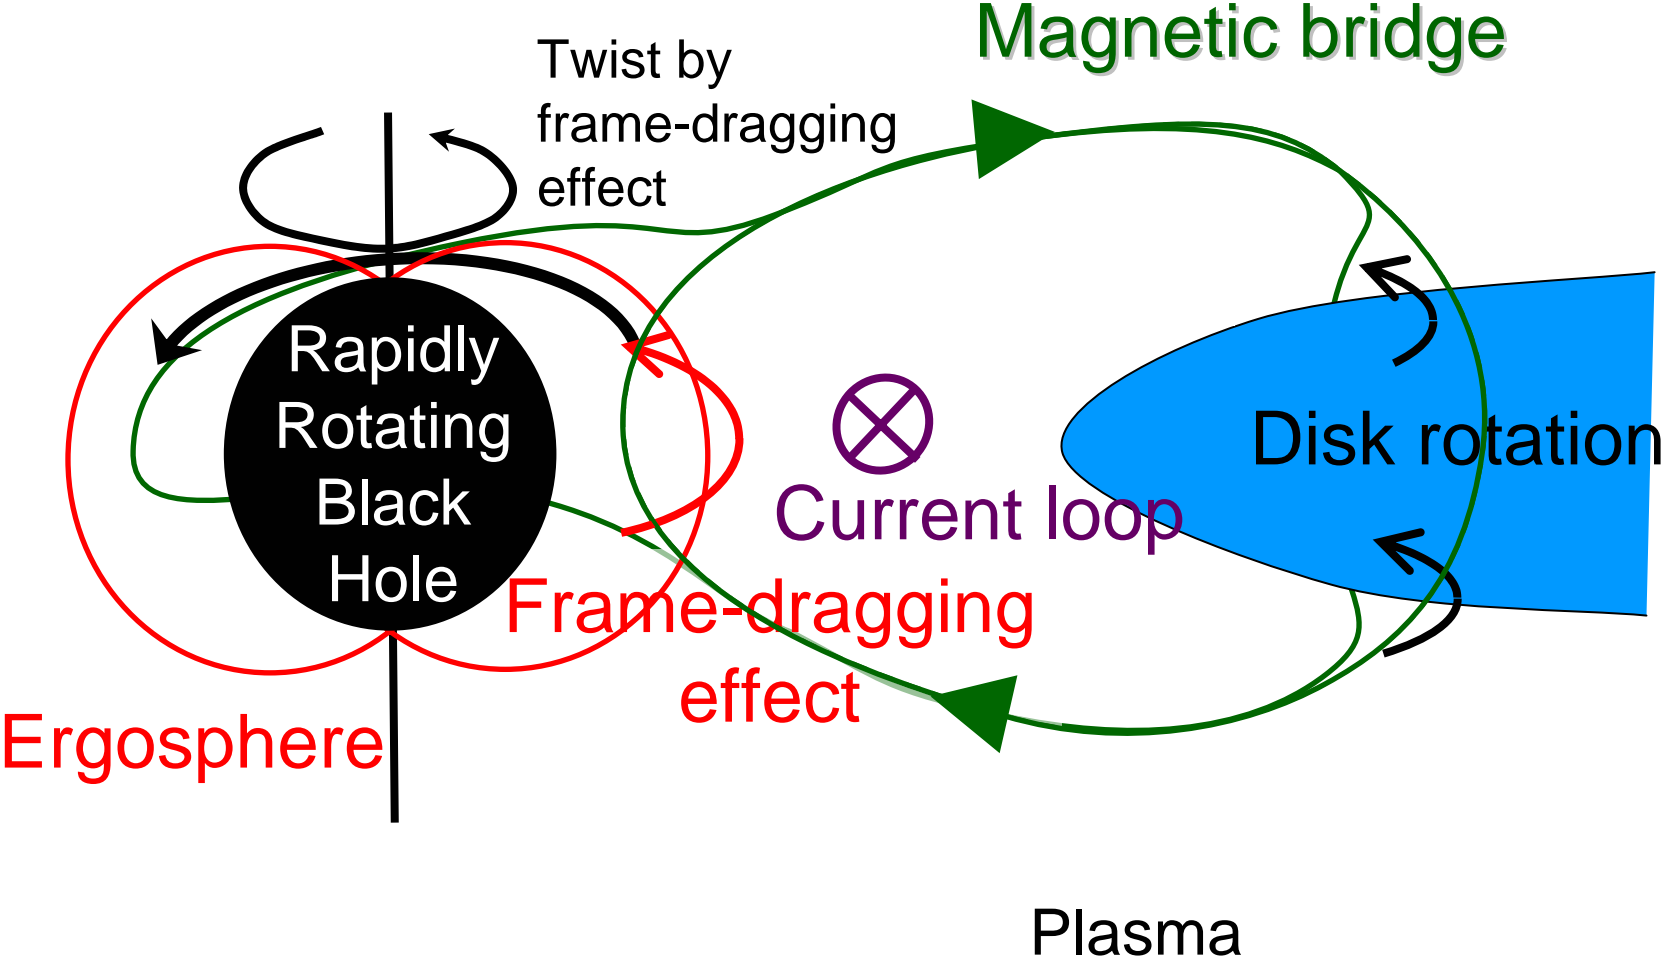 Magnetic bridge
Twist by
frame-dragging
effect
Rapidly
Rotating
Black
Hole
Disk rotation
Current loop
Frame-dragging
effect
Ergosphere
Plasma